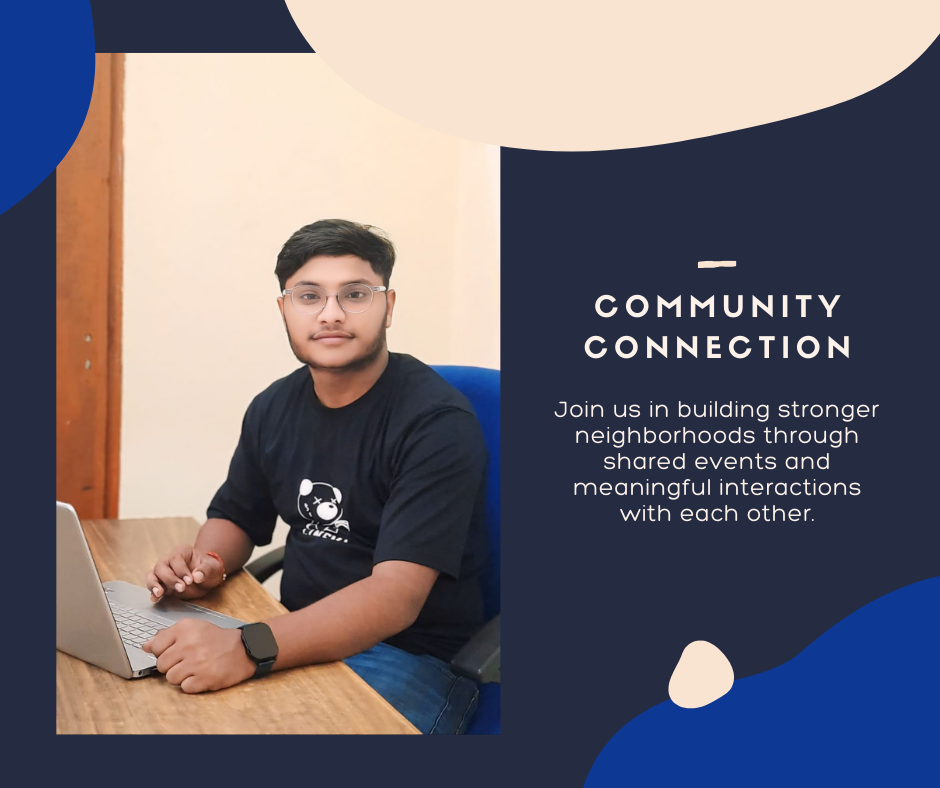 COMMUNITY
CONNECTION
Join us in building stronger
neighborhoods through
shared events and
meaningful interactions
with each other.